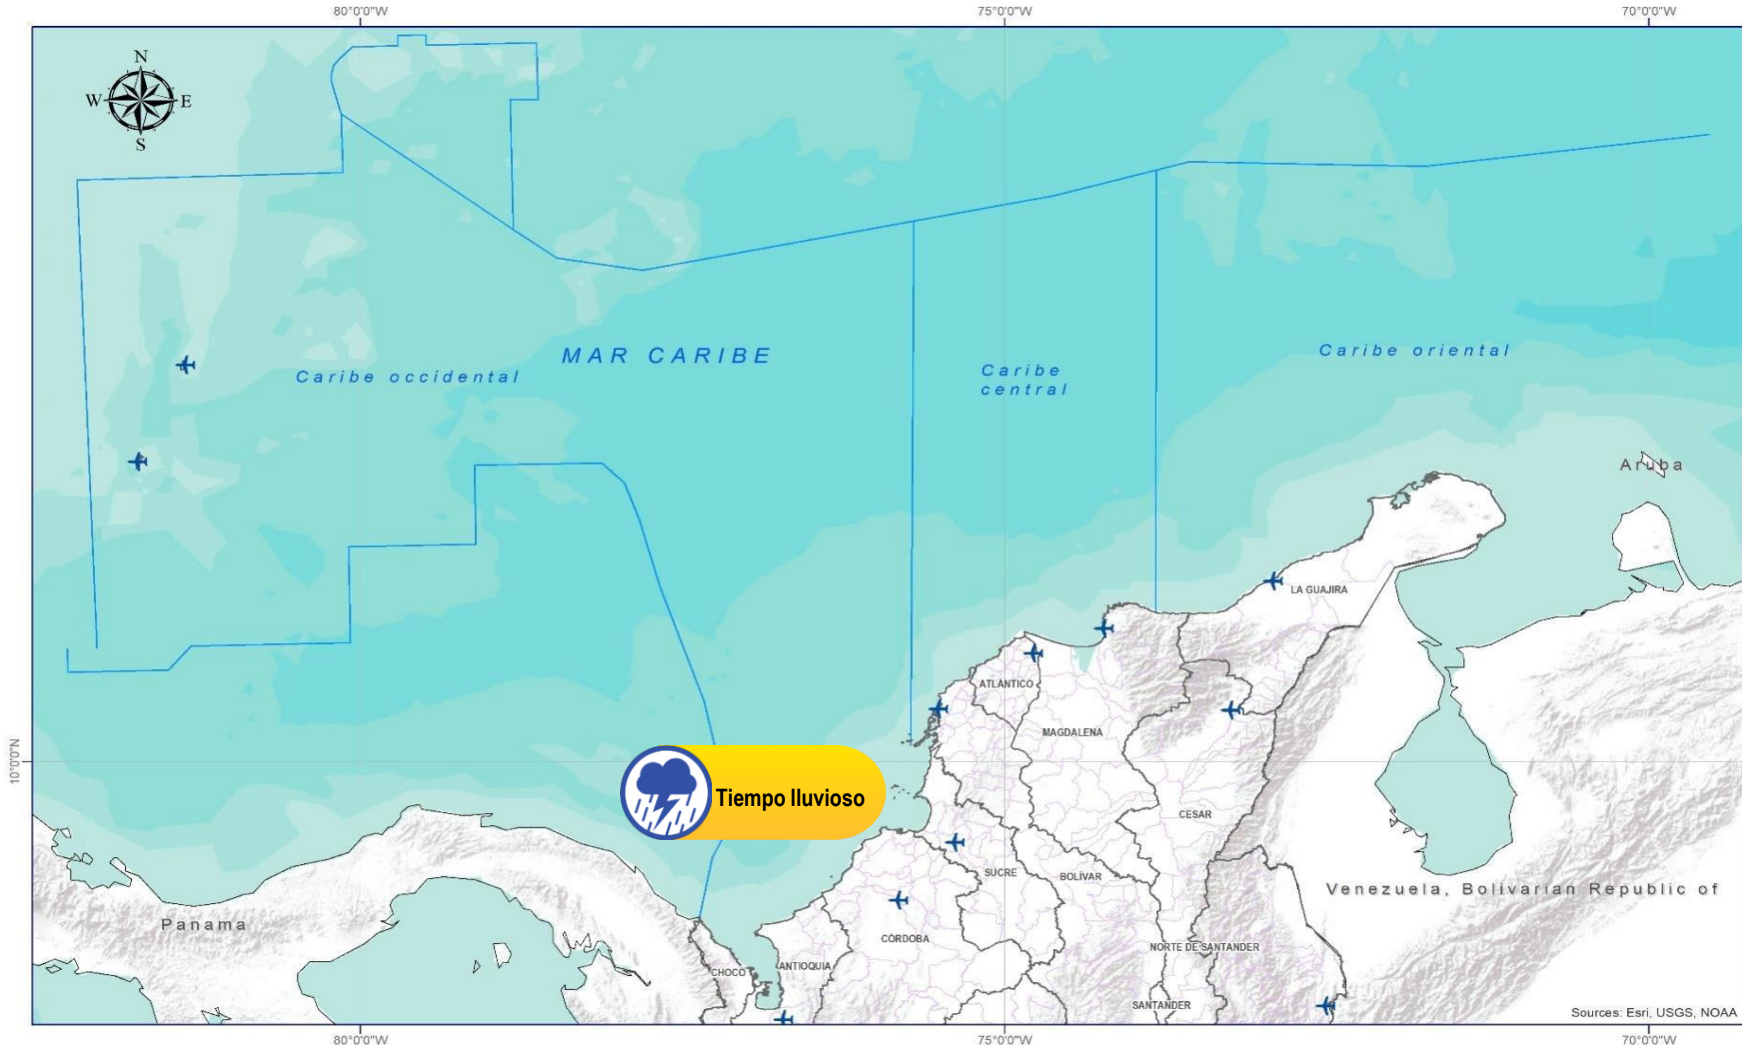 80°0'0"W
75°0'0"W
70°0'0"W
N
W
E
S
MAR CARIBE
Caribe occidental
Caribe
central
Caribe oriental
Aruba
LA GUAJIRA
ATLÁNTICO
MAGDALENA
10°0'0"N
Tiempo lluvioso
CESAR
SUCRE
BOLÍVAR
Venezuela, Bolivarian Republic of
Panama
CÓRDOBA
NORTE DE SANTANDER
CHOCÓ
ANTIOQUIA
SANTANDER
Sources: Esri, USGS, NOAA
80°0'0"W
75°0'0"W
70°0'0"W